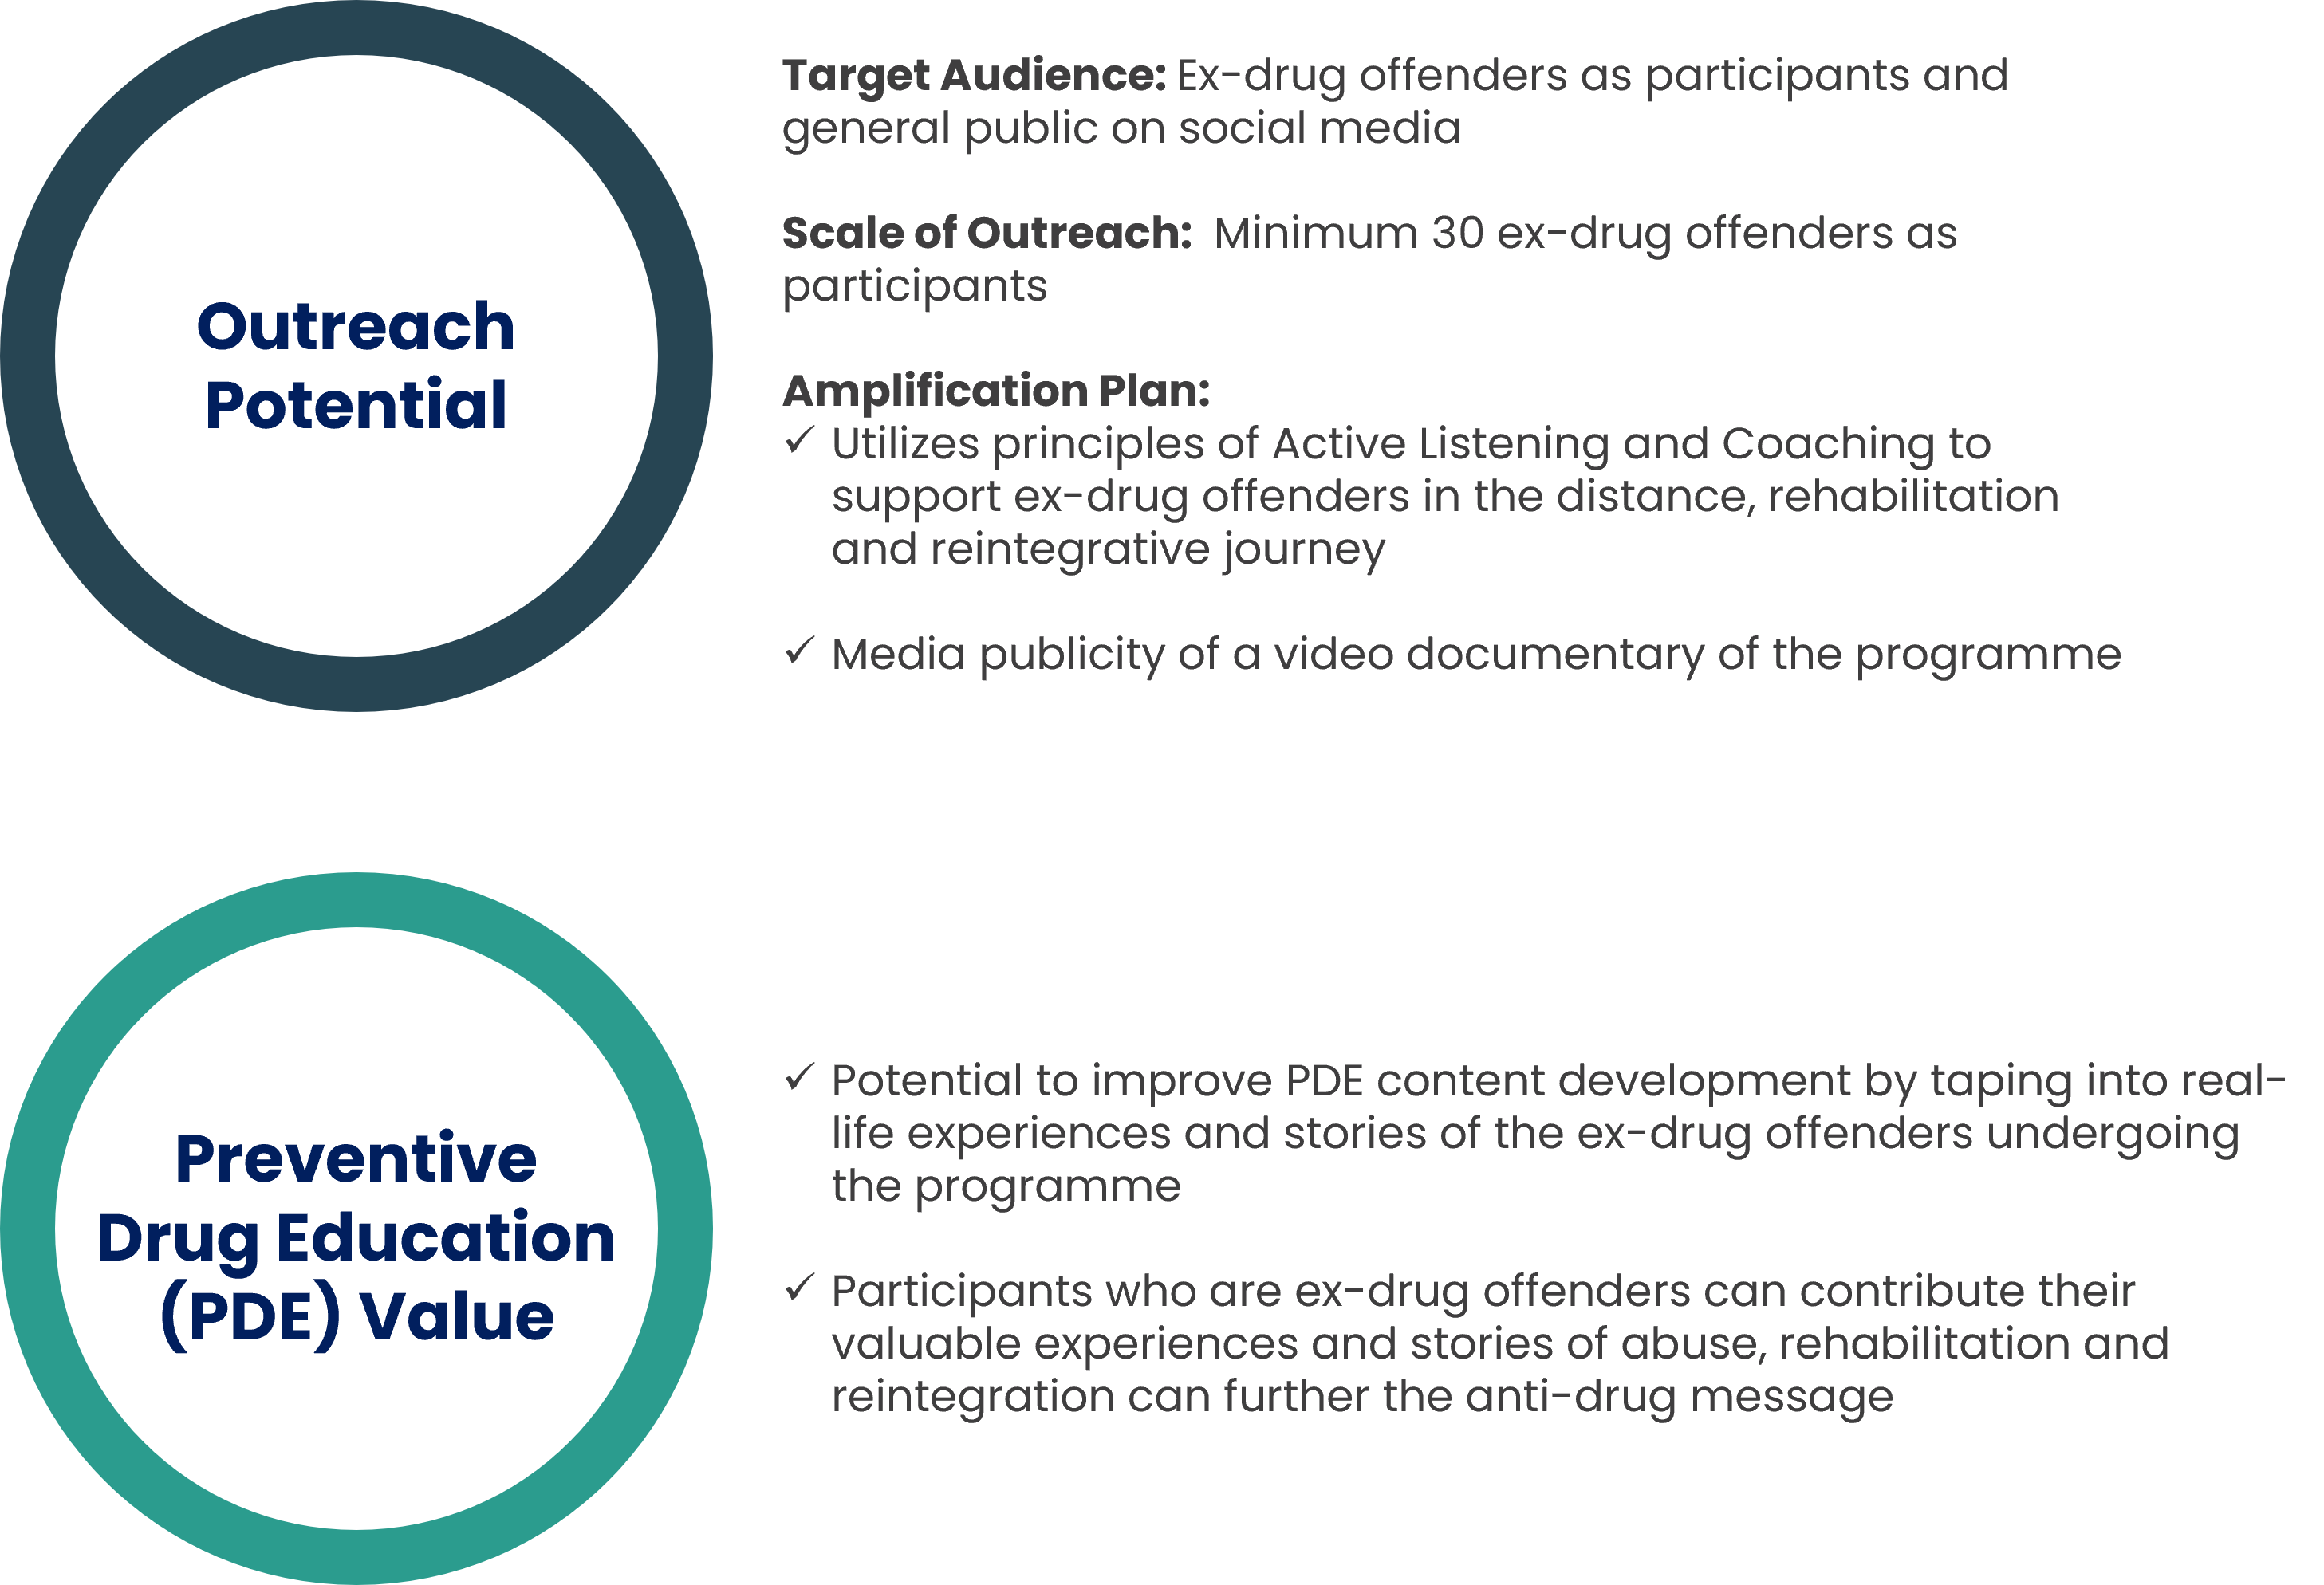 Outreach
Potential
Target Audience: Ex-drug offenders as participants and
general public on social media
Scale of Outreach: Minimum 30 ex-drug offenders as
participants
Amplification Plan:
✓ Utilizes principles of Active Listening and Coaching to
support ex-drug offenders in the distance, rehabilitation
and reintegrative journey
✓ Media publicity of a video documentary of the programme
Preventive
Drug Education
(PDE) Value
✓ Potential to improve PDE content development by taping into real-
life experiences and stories of the ex-drug offenders undergoing
the programme
✓ Participants who are ex-drug offenders can contribute their
valuable experiences and stories of abuse, rehabilitation and
reintegration can further the anti-drug message